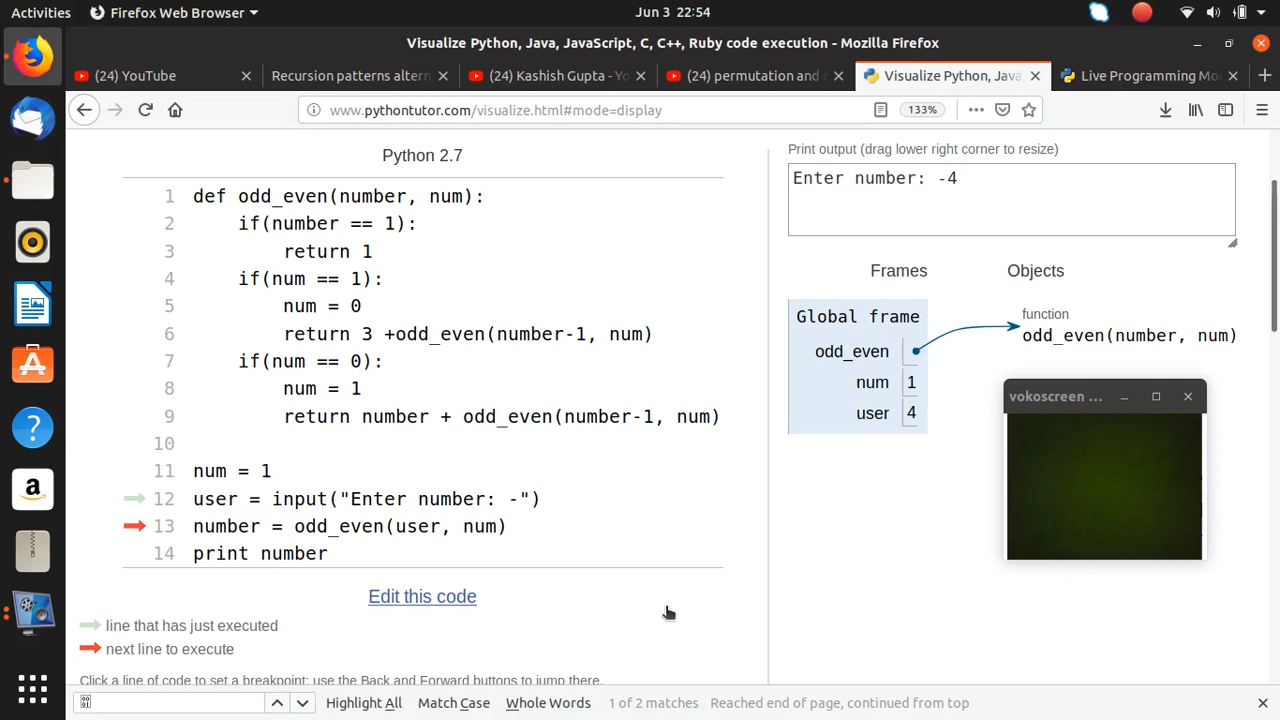 Activities
Firefox Web Browser
Jun 3 22:54
Visualize Python, Java, JavaScript, C, C++, Ruby code execution - Mozilla Firefox
(24) YouTube
Recursion patterns altern
(24) Kashish Gupta - Yo
(24) permutation and c
Visualize Python, Java,
Live Programming Mo
www.pythontutor.com/visualize.html#mode=display
133%
Python 2.7
1 def odd_even(number, num):
2 if(number == 1):
3 return 1
4 if(num == 1):
5 num = 0
6 return 3 +odd_even(number-1, num)
7 if(num == 0):
8 num = 1
9 return number + odd_even(number-1, num)
10
11 num = 1
12 user = input("Enter number: -")
13 number = odd_even(user, num)
14 print number
Edit this code
line that has just executed
next line to execute
Click a line of code to set a breakpoint; use the Back and Forward buttons to jump there.
Print output (drag lower right corner to resize)
Enter number: -4
Frames
Objects
Global frame
odd_even
num 1
user 4
function
odd_even(number, num)
vokoscreen ...
Highlight All
Match Case
Whole Words
1 of 2 matches
Reached end of page, continued from top